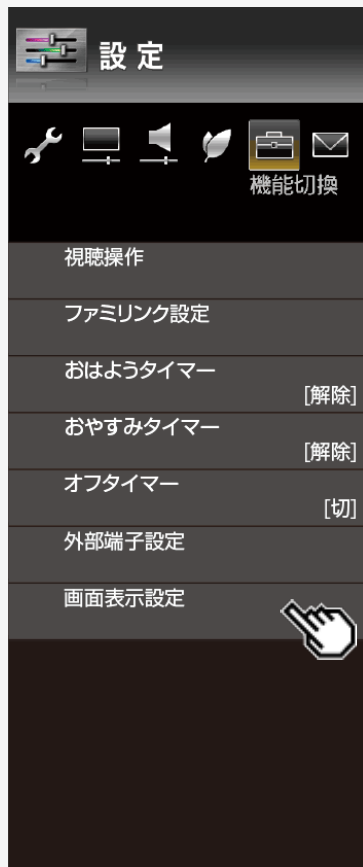 設定
機能切換
視聴操作
ファミリンク設定
おはようタイマー
[解除]
おやすみタイマー
[解除]
オフタイマー
[切]
外部端子設定
画面表示設定